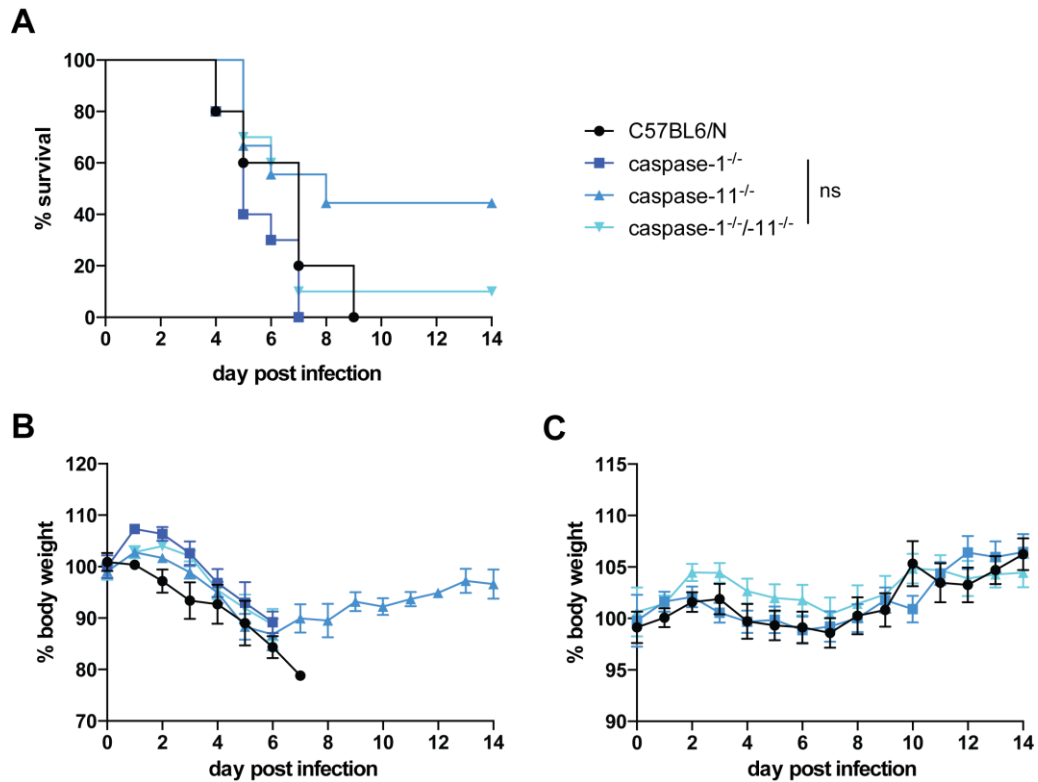 A
100
80
60
40
20
0
% survival
0 2 4 6 8 10 12 14
day post infection
C57BL6/N
caspase-1-/-
caspase-11-/-
caspase-1-/-/-11-/-
ns
B
120
110
100
90
80
70
% body weight
0 2 4 6 8 10 12 14
day post infection
C
115
110
105
100
95
90
% body weight
0 2 4 6 8 10 12 14
day post infection